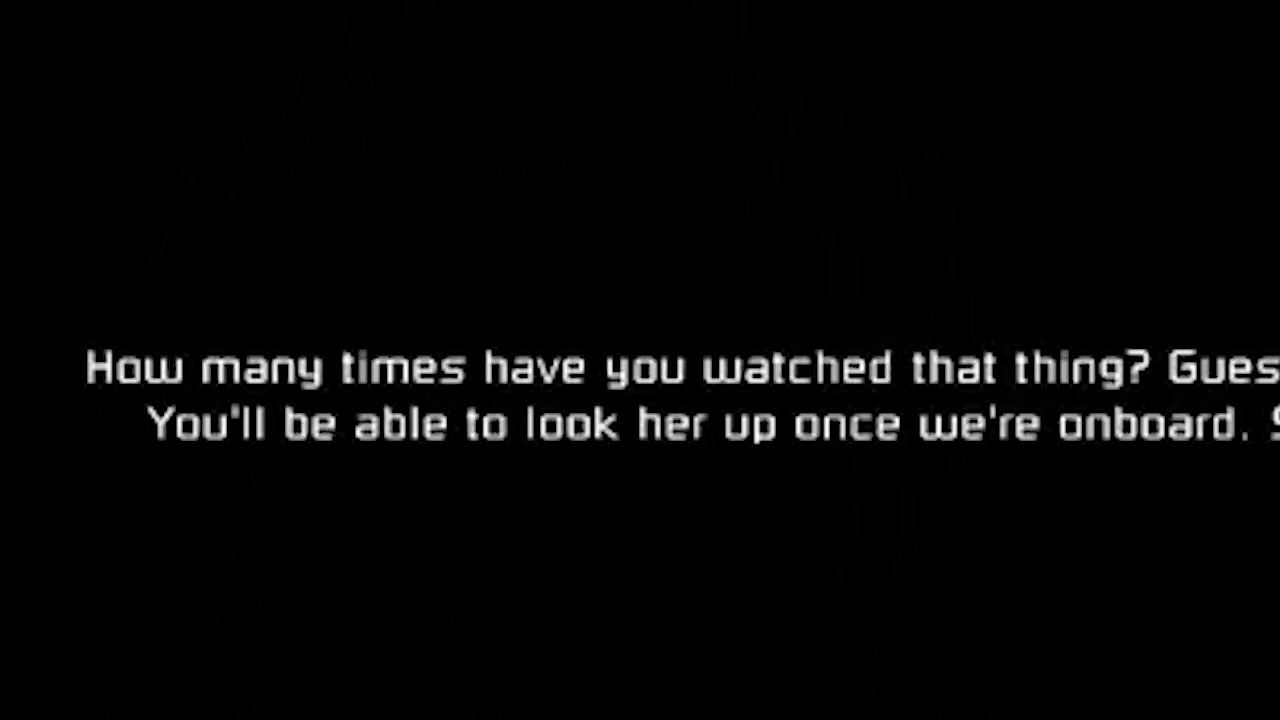 How many times have you watched that thing? Gues
You'll be able to look her up once we're onboard. S